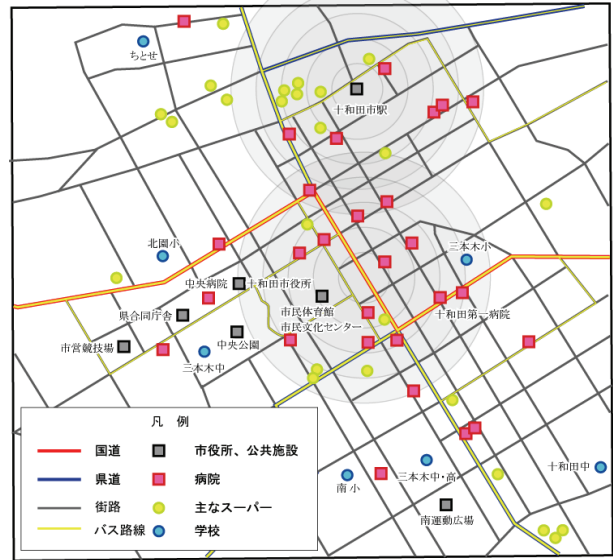 ちとせ
十和田市駅
北園小
三本木小
中央病院
十和田市役所
県合同庁舎
市民体育館
市民文化センター
十和田第一病院
市営競技場
中央公園
三本木中
凡 例
国道
市役所、公共施設
県道
病院
街路
主なスーパー
バス路線
学校
南小
三本木中・高
十和田中
南運動広場